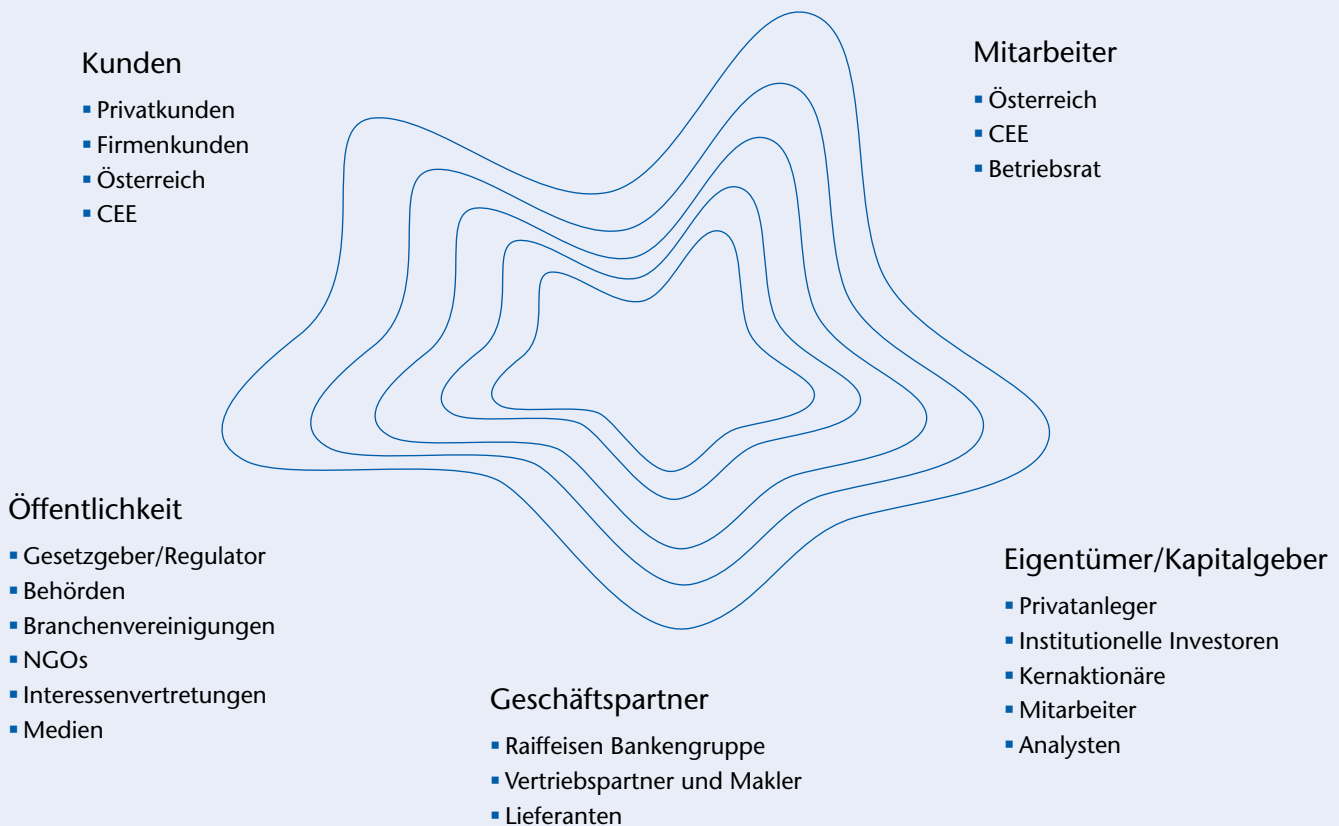 Kunden
▪ Privatkunden
▪ Firmenkunden
▪ Österreich
▪ CEE
Mitarbeiter
▪ Österreich
▪ CEE
▪ Betriebsrat
Öffentlichkeit
▪ Gesetzgeber/Regulator
▪ Behörden
▪ Branchenvereinigungen
▪ NGOs
▪ Interessenvertretungen
▪ Medien
Geschäftspartner
▪ Raiffeisen Bankengruppe
▪ Vertriebspartner und Makler
▪ Lieferanten
Eigentümer/Kapitalgeber
▪ Privatanleger
▪ Institutionelle Investoren
▪ Kernaktionäre
▪ Mitarbeiter
▪ Analysten